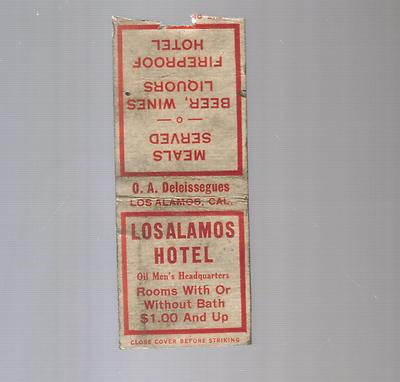 FIREPROOF
HOTEL
BEER, WINES
LIQUORS
—o—
MEALS
SERVED
O. A. Deleissegues
LOS ALAMOS, CAL.
LOS ALAMOS
HOTEL
Oil Men's Headquarters
Rooms With Or
Without Bath
$1.00 And Up
CLOSE COVER BEFORE STRIKING